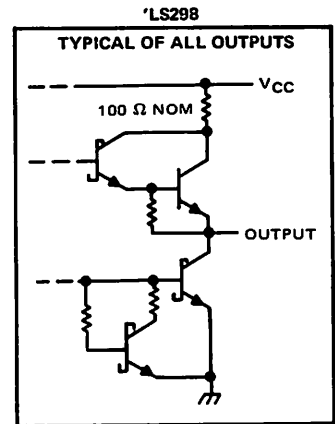 'LS298
TYPICAL OF ALL OUTPUTS
VCC
100 Ω NOM
OUTPUT